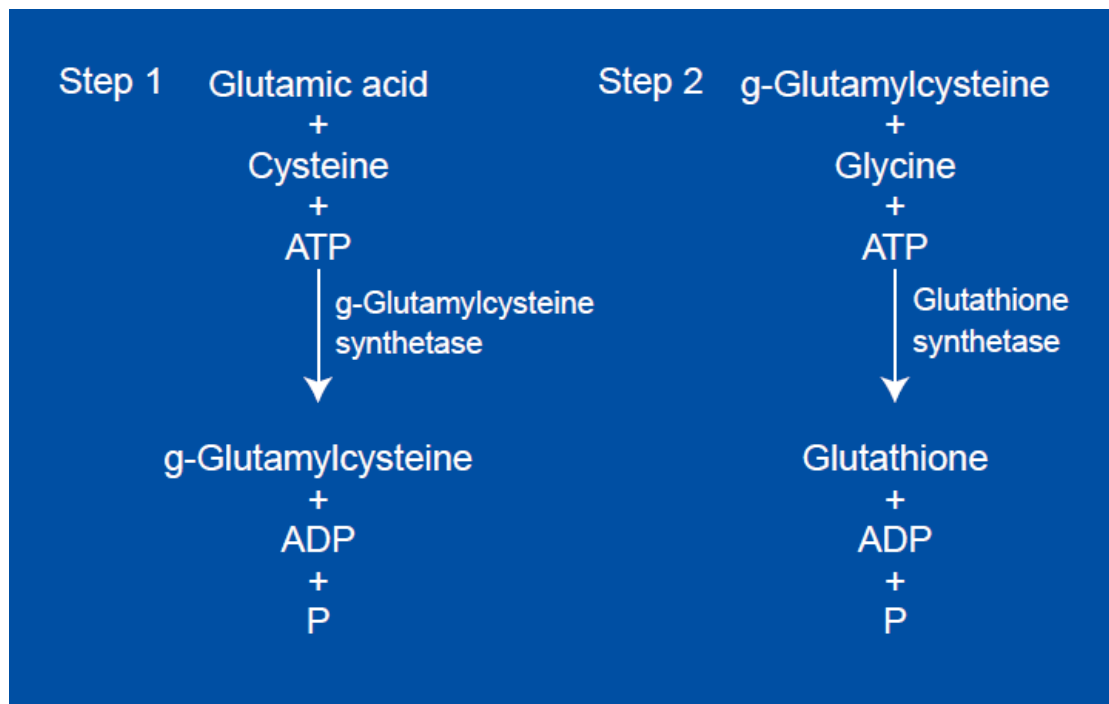 Step 1
Glutamic acid
+
Cysteine
+
ATP
g-Glutamylcysteine
synthetase
g-Glutamylcysteine
+
ADP
+
P
Step 2
g-Glutamylcysteine
+
Glycine
+
ATP
Glutathione
synthetase
Glutathione
+
ADP
+
P